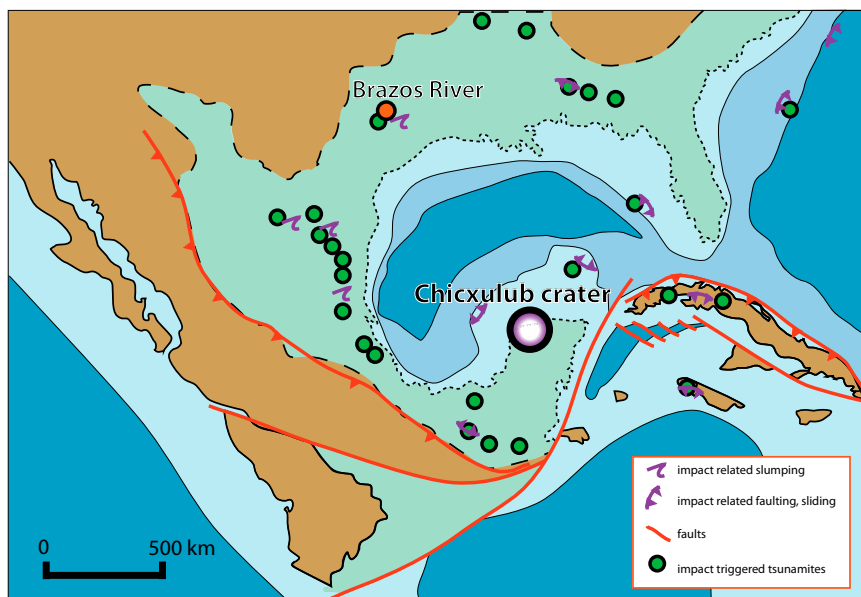 Brazos River
Chicxulub crater
impact related slumping
impact related faulting, sliding
faults
impact triggered tsunamites
0 500 km